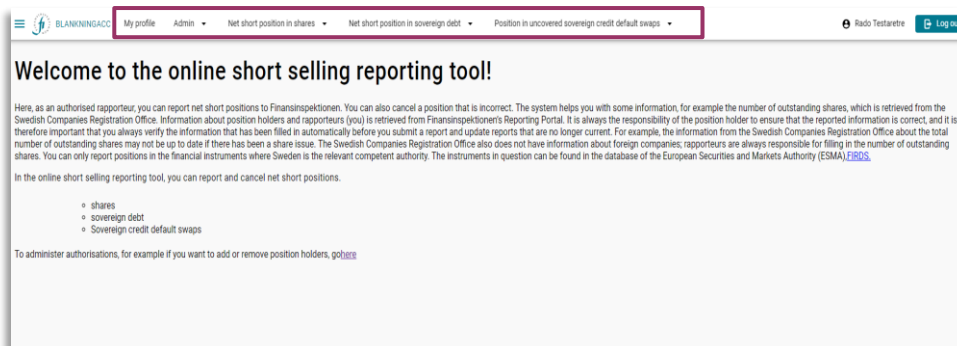 BLANKNINGACC My profile Admin Net short position in shares Net short position in sovereign debt Position in uncovered sovereign credit default swaps Rado Testaretre Log ou
Welcome to the online short selling reporting tool!
Here, as an authorised rapporteur, you can report net short positions to Finansinspektionen. You can also cancel a position that is incorrect. The system helps you with some information, for example the number of outstanding shares, which is retrieved from the
Swedish Companies Registration Office. Information about position holders and rapporteurs (you) is retrieved from Finansinspektionen's Reporting Portal. It is always the responsibility of the position holder to ensure that the reported information is correct, and it is
therefore important that you always verify the information that has been filled in automatically before you submit a report and update reports that are no longer current. For example, the information from the Swedish Companies Registration Office about the total
number of outstanding shares may not be up to date if there has been a share issue. The Swedish Companies Registration Office also does not have information about foreign companies; rapporteurs are always responsible for filling in the number of outstanding
shares. You can only report positions in the financial instruments where Sweden is the relevant competent authority. The instruments in question can be found in the database of the European Securities and Markets Authority (ESMA),FIRDS.
In the online short selling reporting tool, you can report and cancel net short positions.
shares
sovereign debt
Sovereign credit default swaps
To administer authorisations, for example if you want to add or remove position holders, gohere